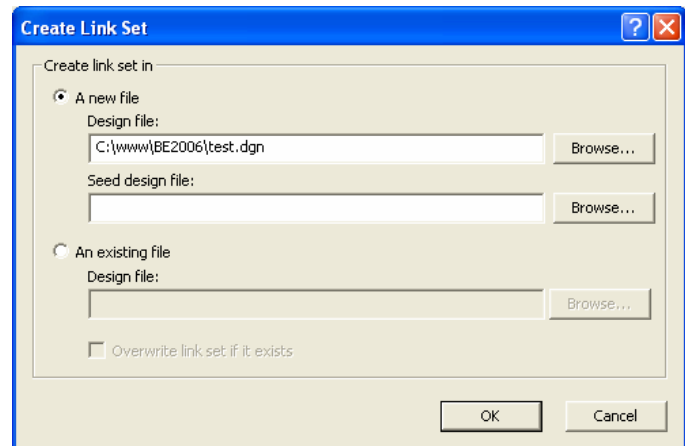 Create Link Set
Create link set in
A new file
Design file:
C:\www\BE2006\test.dgn
Browse...
Seed design file:
Browse...
An existing file
Design file:
Browse...
Overwrite link set if it exists
OK
Cancel